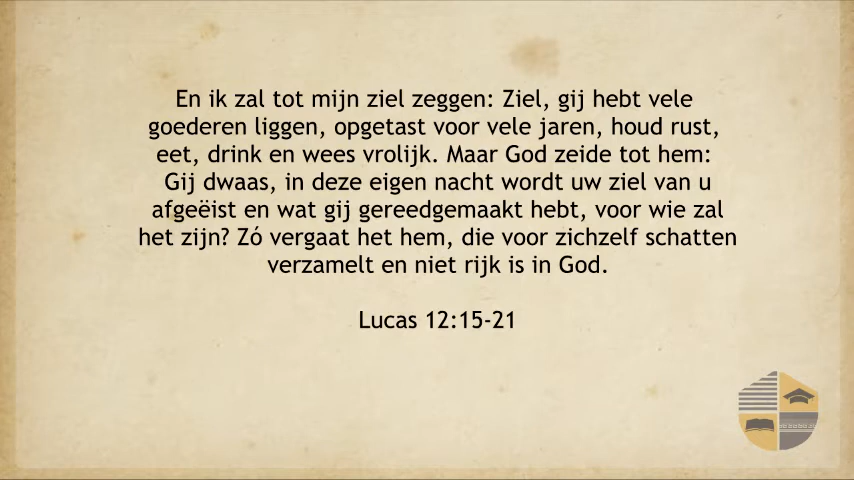 En ik zal tot mijn ziel zeggen: Ziel, gij hebt vele
goederen liggen, opgetast voor vele jaren, houd rust,
eet, drink en wees vrolijk. Maar God zeide tot hem:
Gij dwaas, in deze eigen nacht wordt uw ziel van u
afgeëist en wat gij gereedgemaakt hebt, voor wie zal
het zijn? Zó vergaat het hem, die voor zichzelf schatten
verzamelt en niet rijk is in God.
Lucas 12:15-21